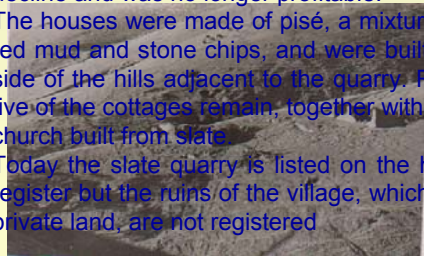 decline and was no longer profitable.
The houses were made of pisé, a mixtur
ed mud and stone chips, and were buil
side of the hills adjacent to the quarry. F
ive of the cottages remain, together with
church built from slate.
Today the slate quarry is listed on the h
egister but the ruins of the village, which
private land, are not registered